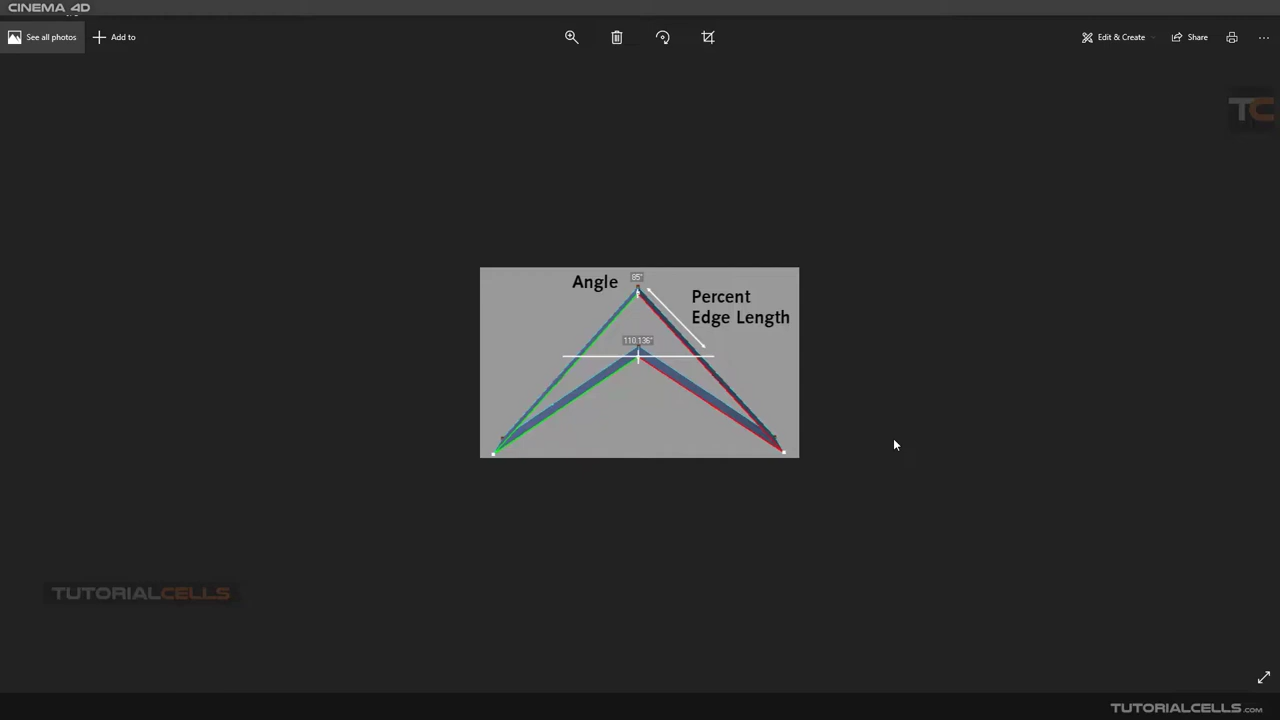 CINEMA 4D
See all photos
Add to
Edit & Create
Share
TC
Angle
85°
Percent
Edge Length
110.136°
TUTORIALCELLS
TUTORIALCELLS.COM